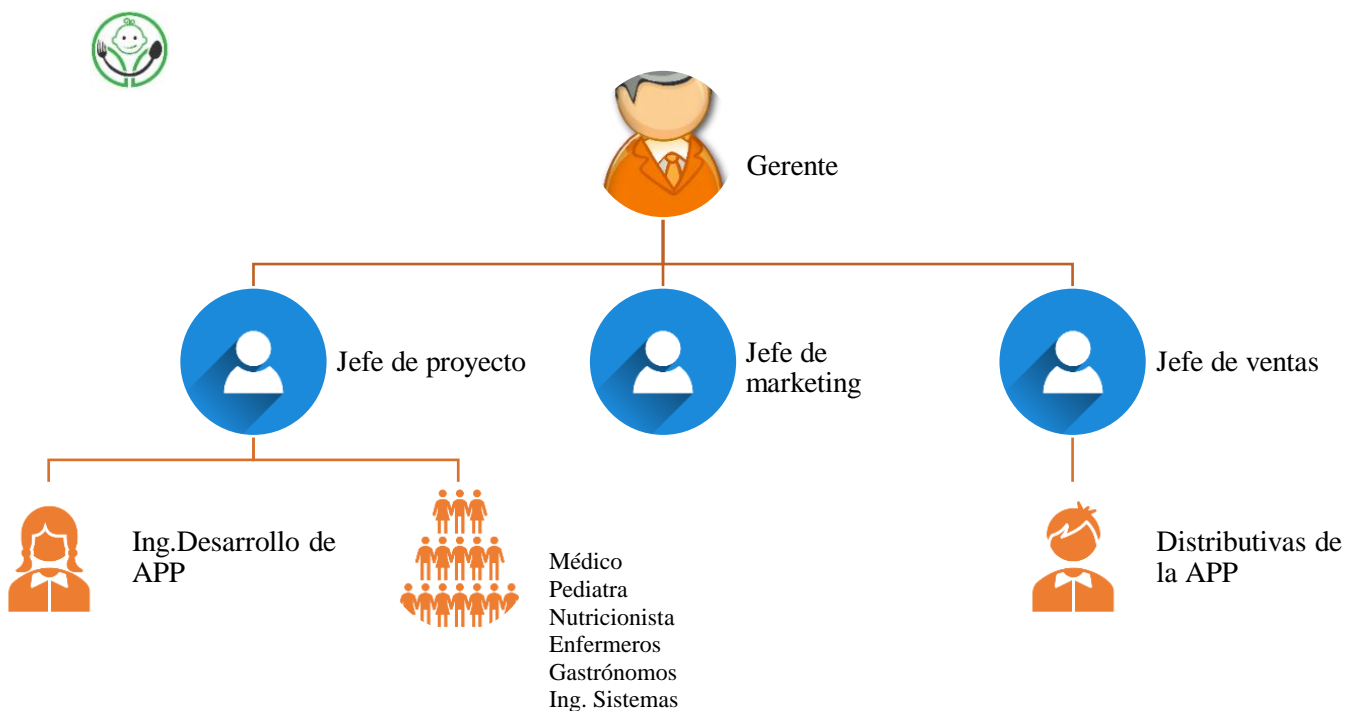 Gerente
Jefe de proyecto
Jefe de
marketing
Jefe de ventas
Ing.Desarrollo de
APP
Médico
Pediatra
Nutricionista
Enfermeros
Gastrónomos
Ing. Sistemas
Distributivas de
la APP